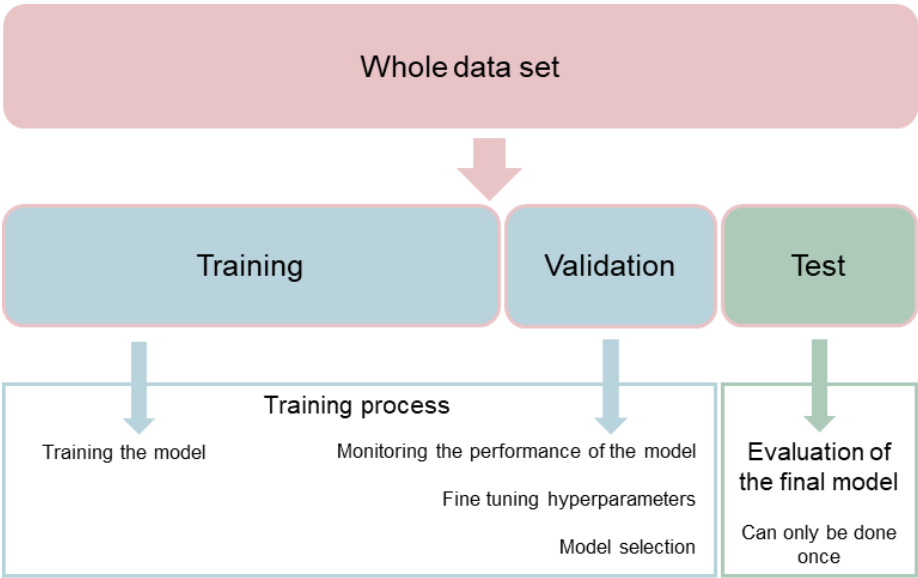 Whole data set
Training
Validation
Test
Training process
Training the model
Monitoring the performance of the model
Fine tuning hyperparameters
Model selection
Evaluation of
the final model
Can only be done
once